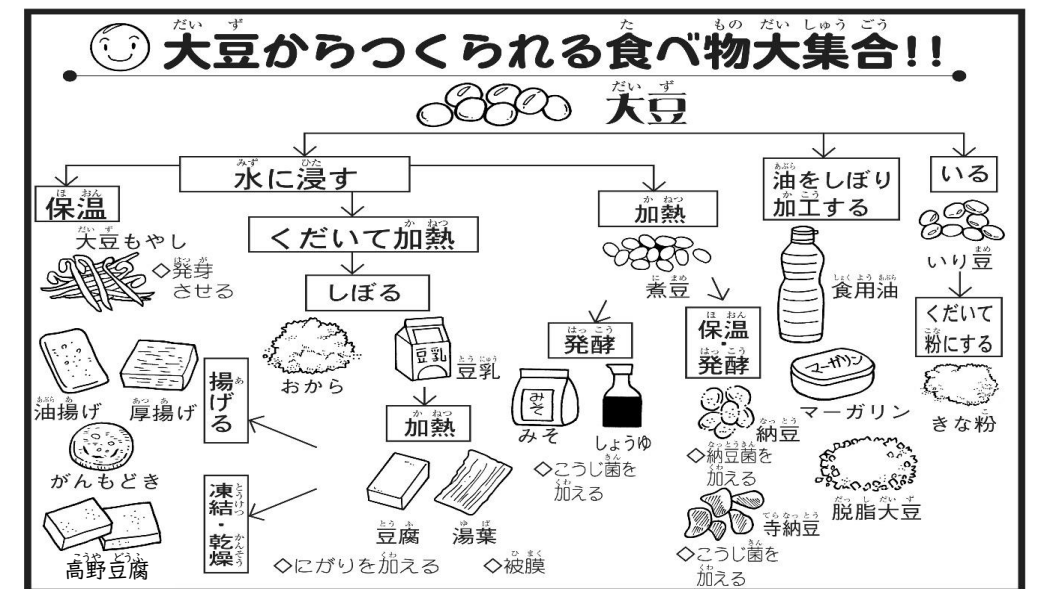 大豆からつくられる食べ物大集合!!
大豆
水に浸す
保温
大豆もやし
◇発芽
させる
くだいて加熱
しぼる
おから
豆乳
豆乳
加熱
豆腐
◇にがりを加える
湯葉
◇被膜
揚げる
油揚げ
厚揚げ
がんもどき
凍結・乾燥
高野豆腐
加熱
煮豆
発酵
みそ
みそ
しょうゆ
◇こうじ菌を
加える
保温・
発酵
納豆
◇納豆菌を
加える
寺納豆
◇こうじ菌を
加える
油をしぼり
加工する
食用油
マーガリン
マーガリン
脱脂大豆
いる
いり豆
くだいて
粉にする
きな粉